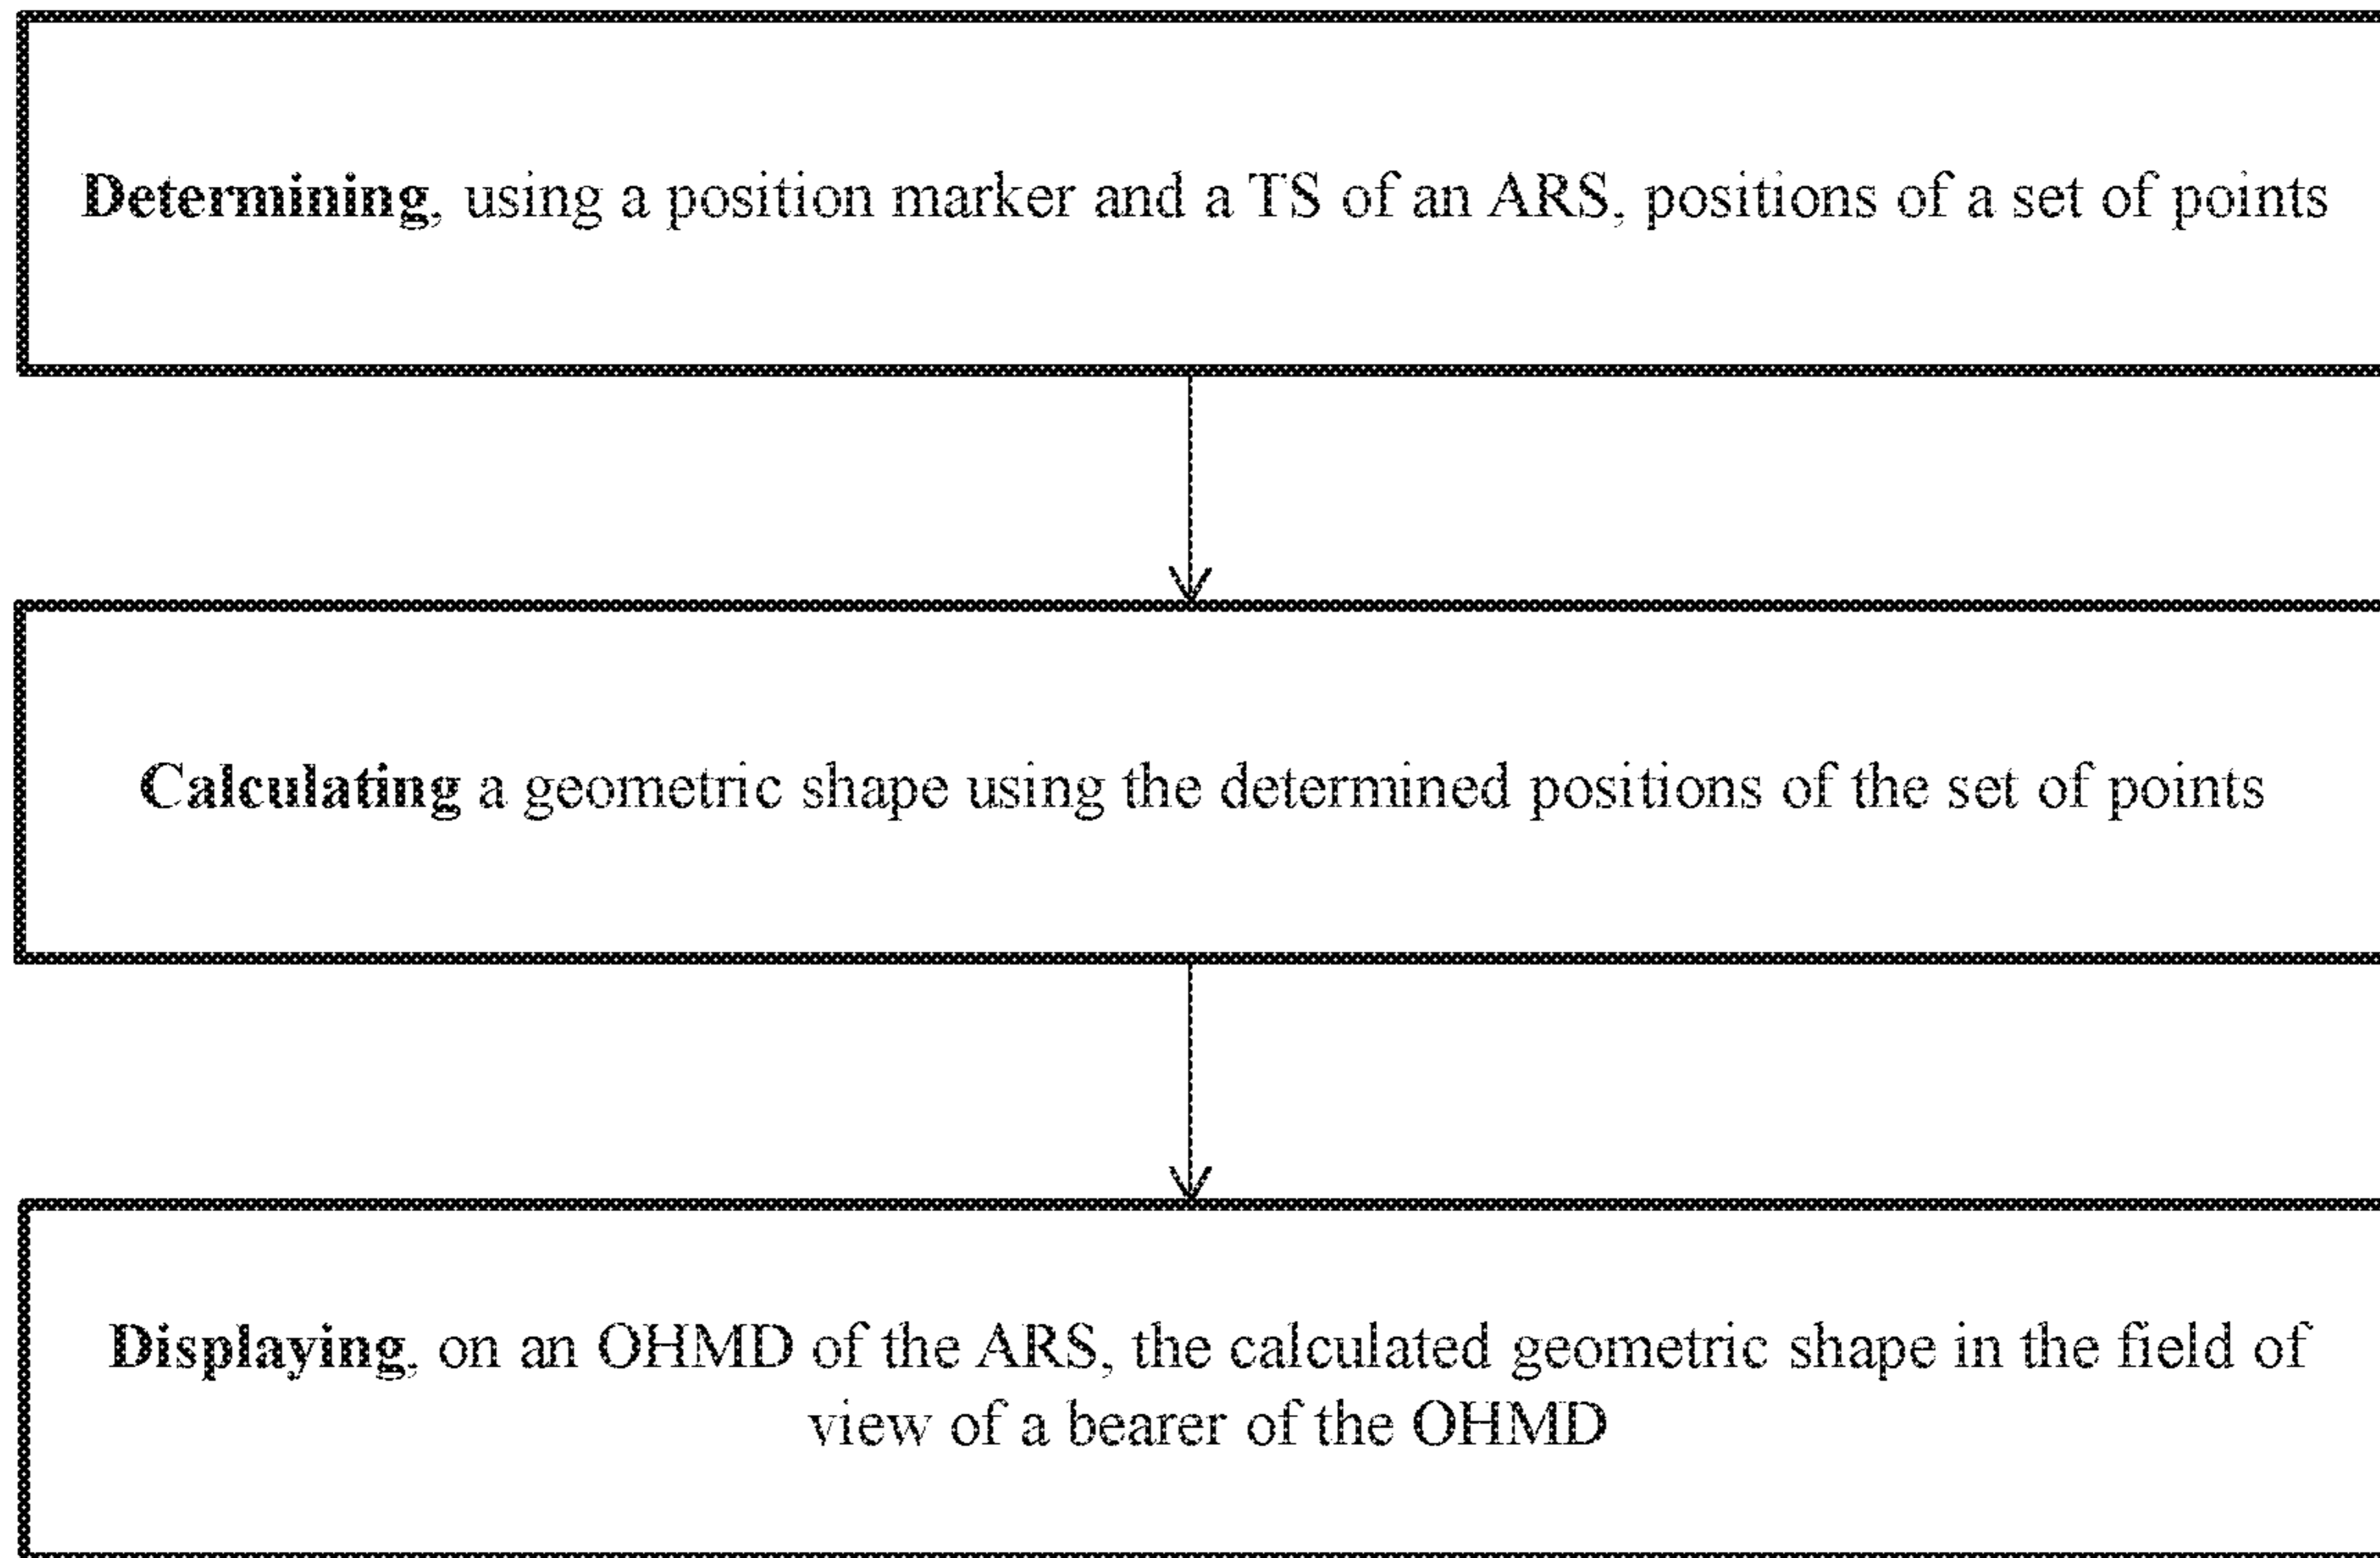 Determining, using a position marker and a TS of an ARS, positions of a set of points
Calculating a geometric shape using the determined positions of the set of points
Displaying, on an OHMD of the ARS, the calculated geometric shape in the field of
view of a bearer of the OHMD